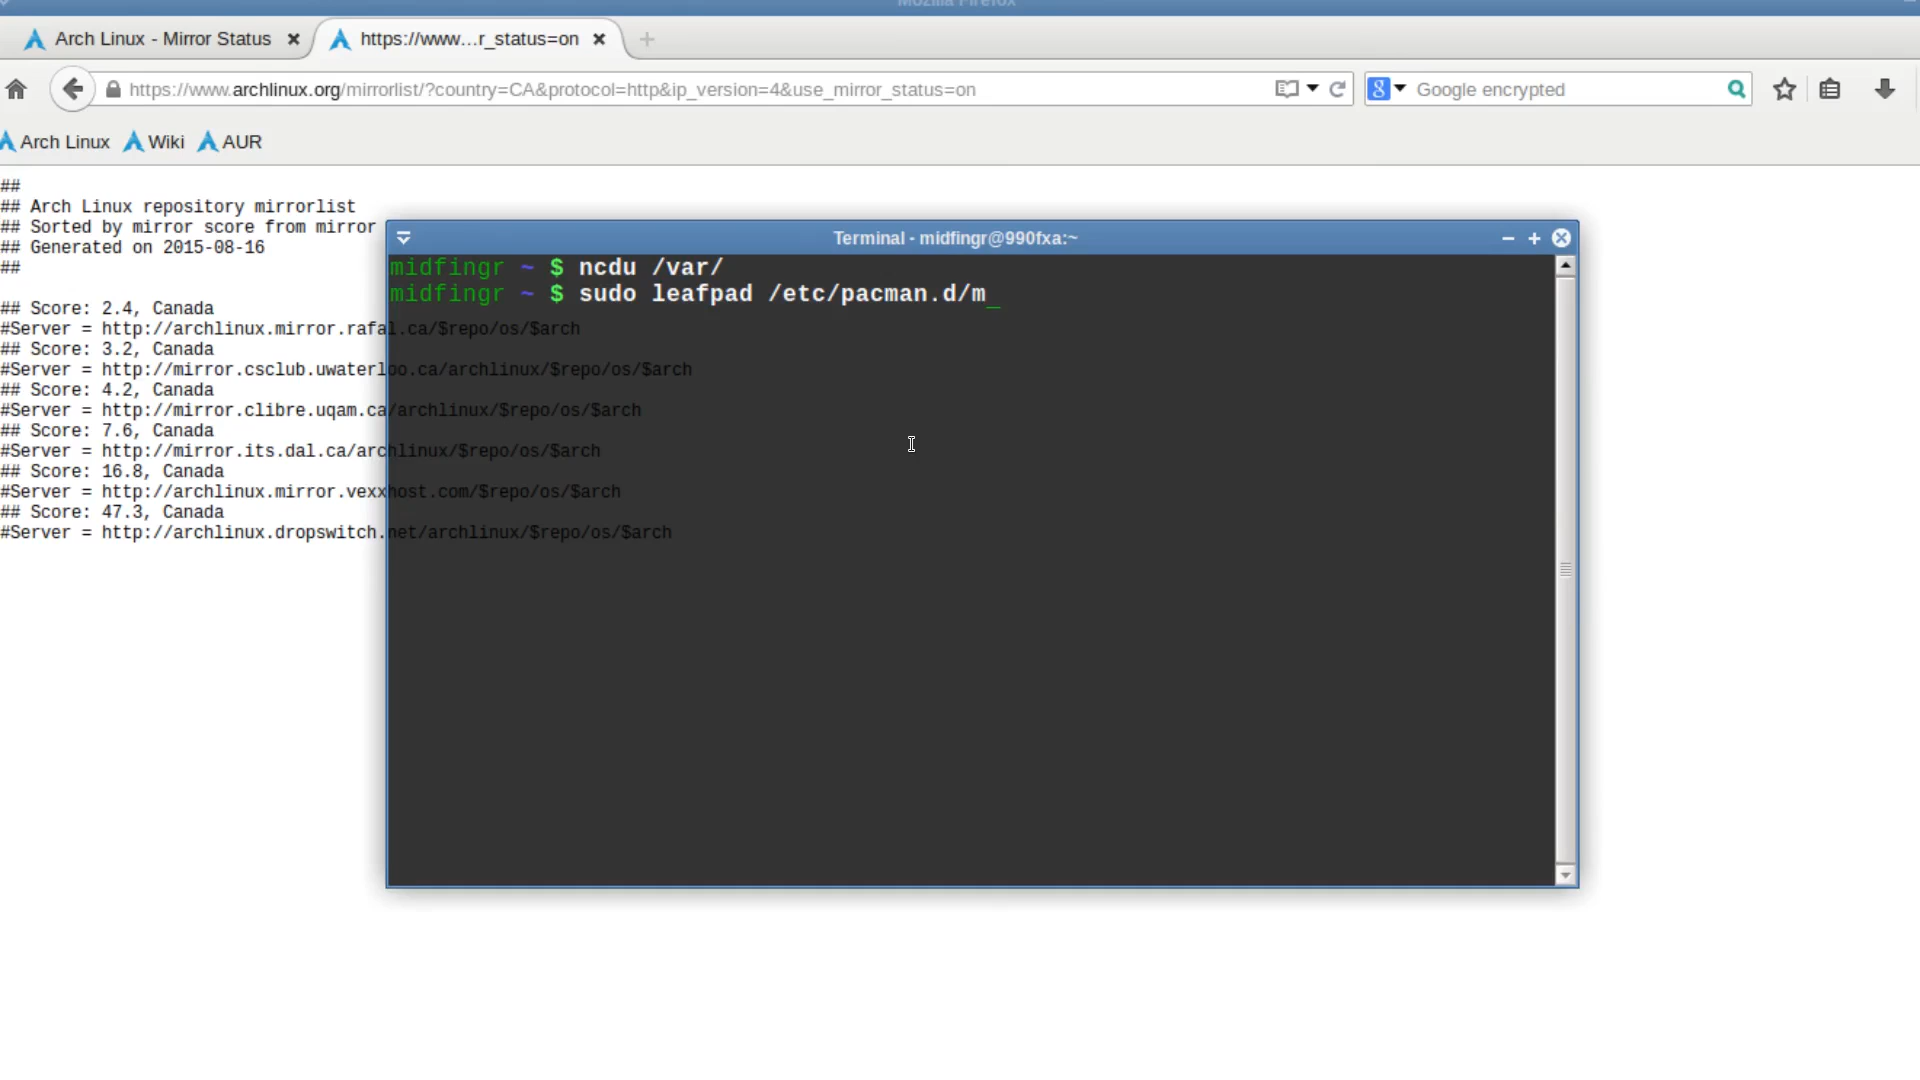 Mozilla Firefox
Arch Linux - Mirror Status
https://www...r_status=on
https://www.archlinux.org/mirrorlist/?country=CA&protocol=http&ip_version=4&use_mirror_status=on
Google encrypted
Arch Linux
Wiki
AUR
##
## Arch Linux repository mirrorlist
## Sorted by mirror score from mirror
## Generated on 2015-08-16
##
## Score: 2.4, Canada
#Server = http://archlinux.mirror.rafal.ca/$repo/os/$arch
## Score: 3.2, Canada
#Server = http://mirror.csclub.uwaterloo.ca/archlinux/$repo/os/$arch
## Score: 4.2, Canada
#Server = http://mirror.clibre.uqam.ca/archlinux/$repo/os/$arch
## Score: 7.6, Canada
#Server = http://mirror.its.dal.ca/archlinux/$repo/os/$arch
## Score: 16.8, Canada
#Server = http://archlinux.mirror.vexxhost.com/$repo/os/$arch
## Score: 47.3, Canada
#Server = http://archlinux.dropswitch.net/archlinux/$repo/os/$arch
Terminal - midfingr@990fxa:~
midfingr ~ $ ncdu /var/
midfingr ~ $ sudo leafpad /etc/pacman.d/m_